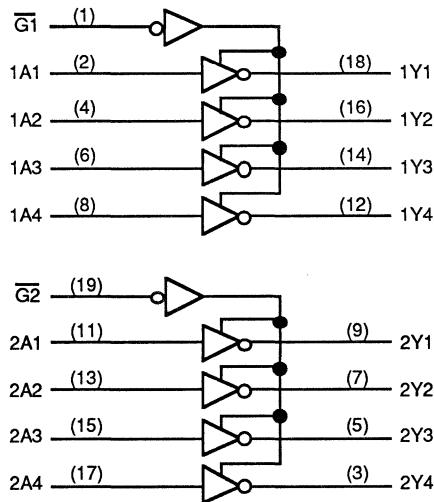 G1 (1)
1A1 (2) (18) 1Y1
1A2 (4) (16) 1Y2
1A3 (6) (14) 1Y3
1A4 (8) (12) 1Y4
G2 (19)
2A1 (11) (9) 2Y1
2A2 (13) (7) 2Y2
2A3 (15) (5) 2Y3
2A4 (17) (3) 2Y4